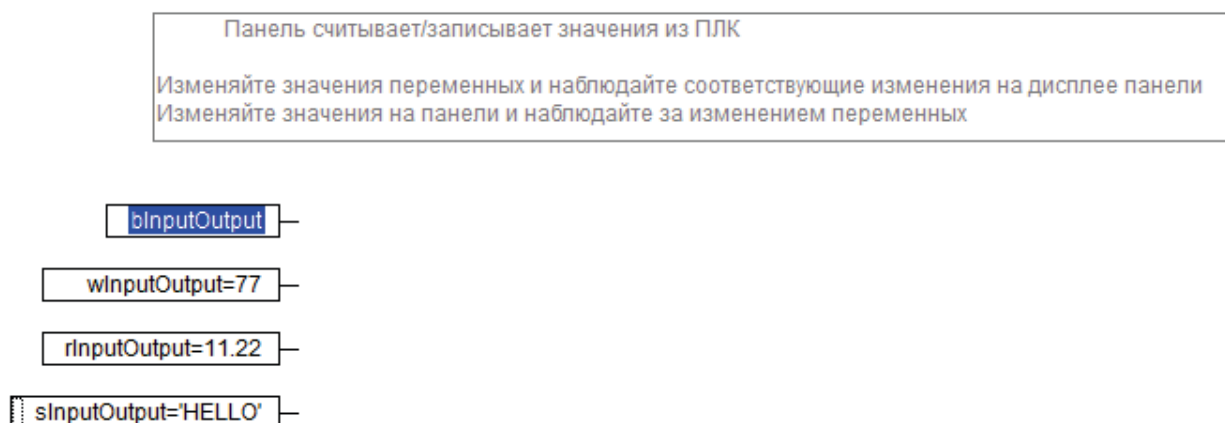 Панель считывает/записывает значения из ПЛК
Изменяйте значения переменных и наблюдайте соответствующие изменения на дисплее панели
Изменяйте значения на панели и наблюдайте за изменением переменных
bInputOutput
wInputOutput=77
rInputOutput=11.22
sInputOutput='HELLO'